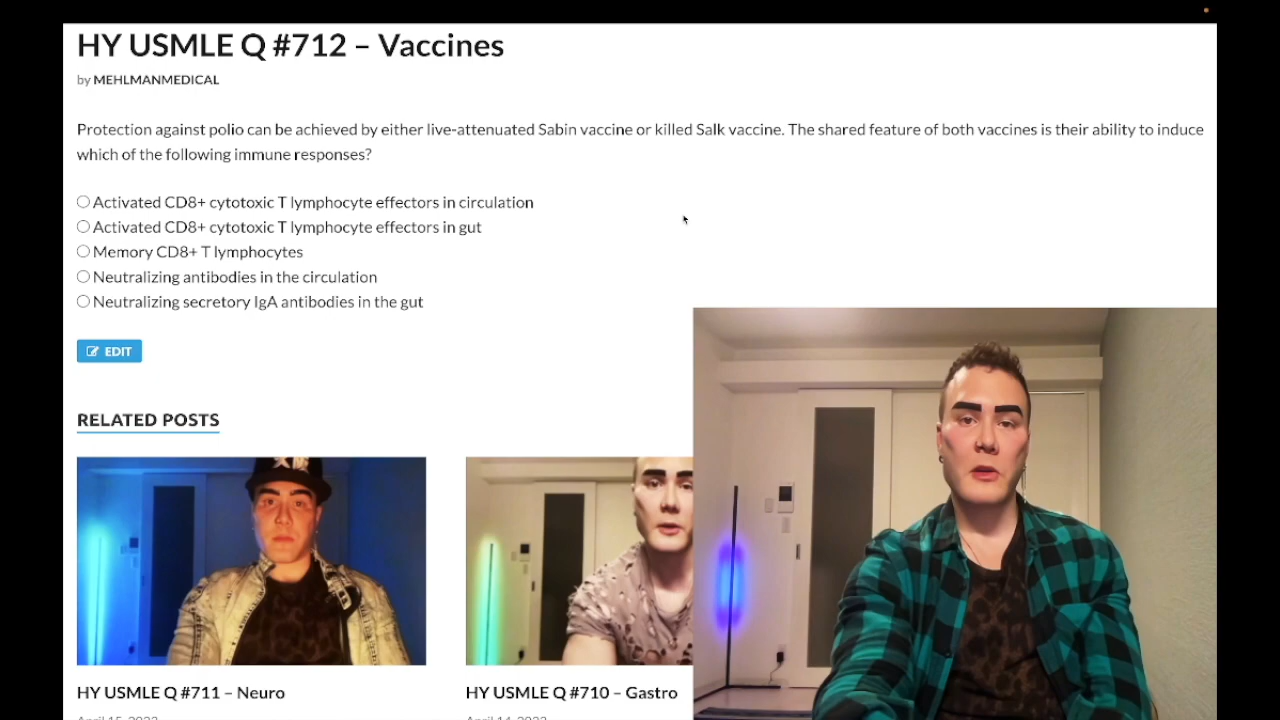 HY USMLE Q #712 – Vaccines
by MEHLMANMEDICAL
Protection against polio can be achieved by either live-attenuated Sabin vaccine or killed Salk vaccine. The shared feature of both vaccines is their ability to induce
which of the following immune responses?
Activated CD8+ cytotoxic T lymphocyte effectors in circulation
Activated CD8+ cytotoxic T lymphocyte effectors in gut
Memory CD8+ T lymphocytes
Neutralizing antibodies in the circulation
Neutralizing secretory IgA antibodies in the gut
EDIT
RELATED POSTS
HY USMLE Q #711 – Neuro
HY USMLE Q #710 – Gastro